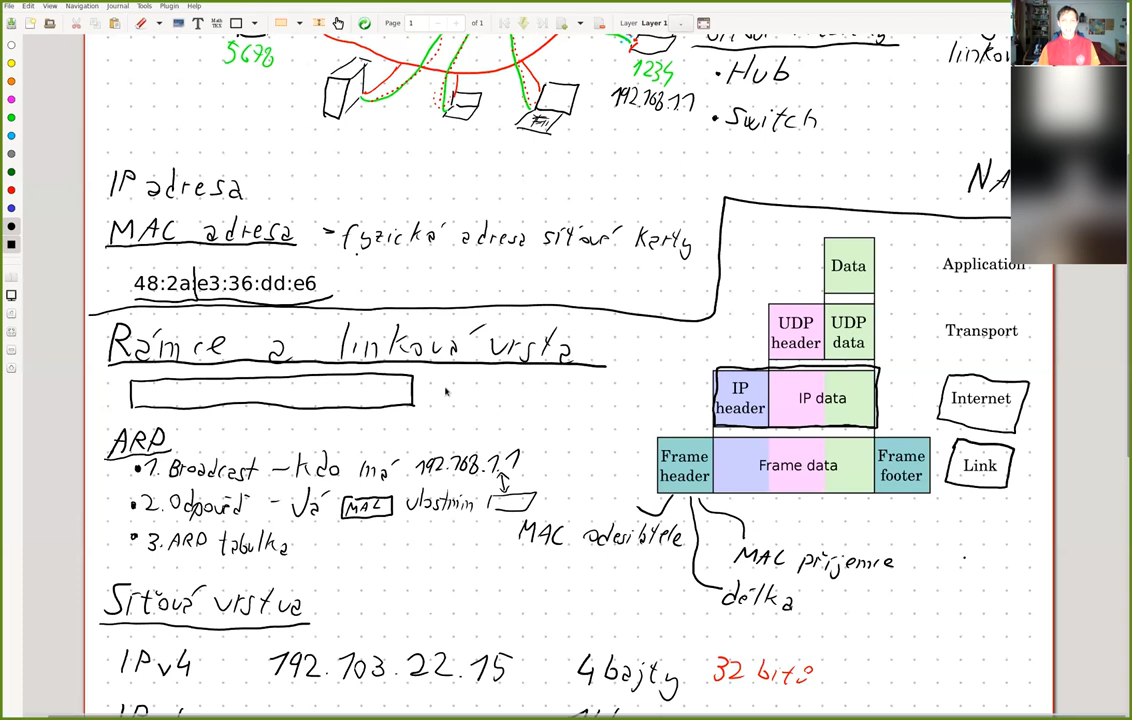 File Edit View Navigation Journal Tools Plugin Help
Page 1 of 1 Layer Layer 1
5678
1234
192.168.1.1
• Hub
• Switch
linkov
IP adresa
NA
MAC adresa - fyzická adresa síťové karty
48:2a:e3:36:dd:e6
Rámce a linková vrsta
ARP
• 1. Broadcast - Kdo má 192.168.1.1
• 2. Odpověď - Já MAC vlastním
• 3. ARP tabulka
Data
Application
UDP header
UDP data
Transport
IP header
IP data
Internet
Frame header
Frame data
Frame footer
Link
MAC odesílatele
MAC příjemce
délka
Síťová vrstva
IPv4 192.103.22.15 4 bajty 32 bitů